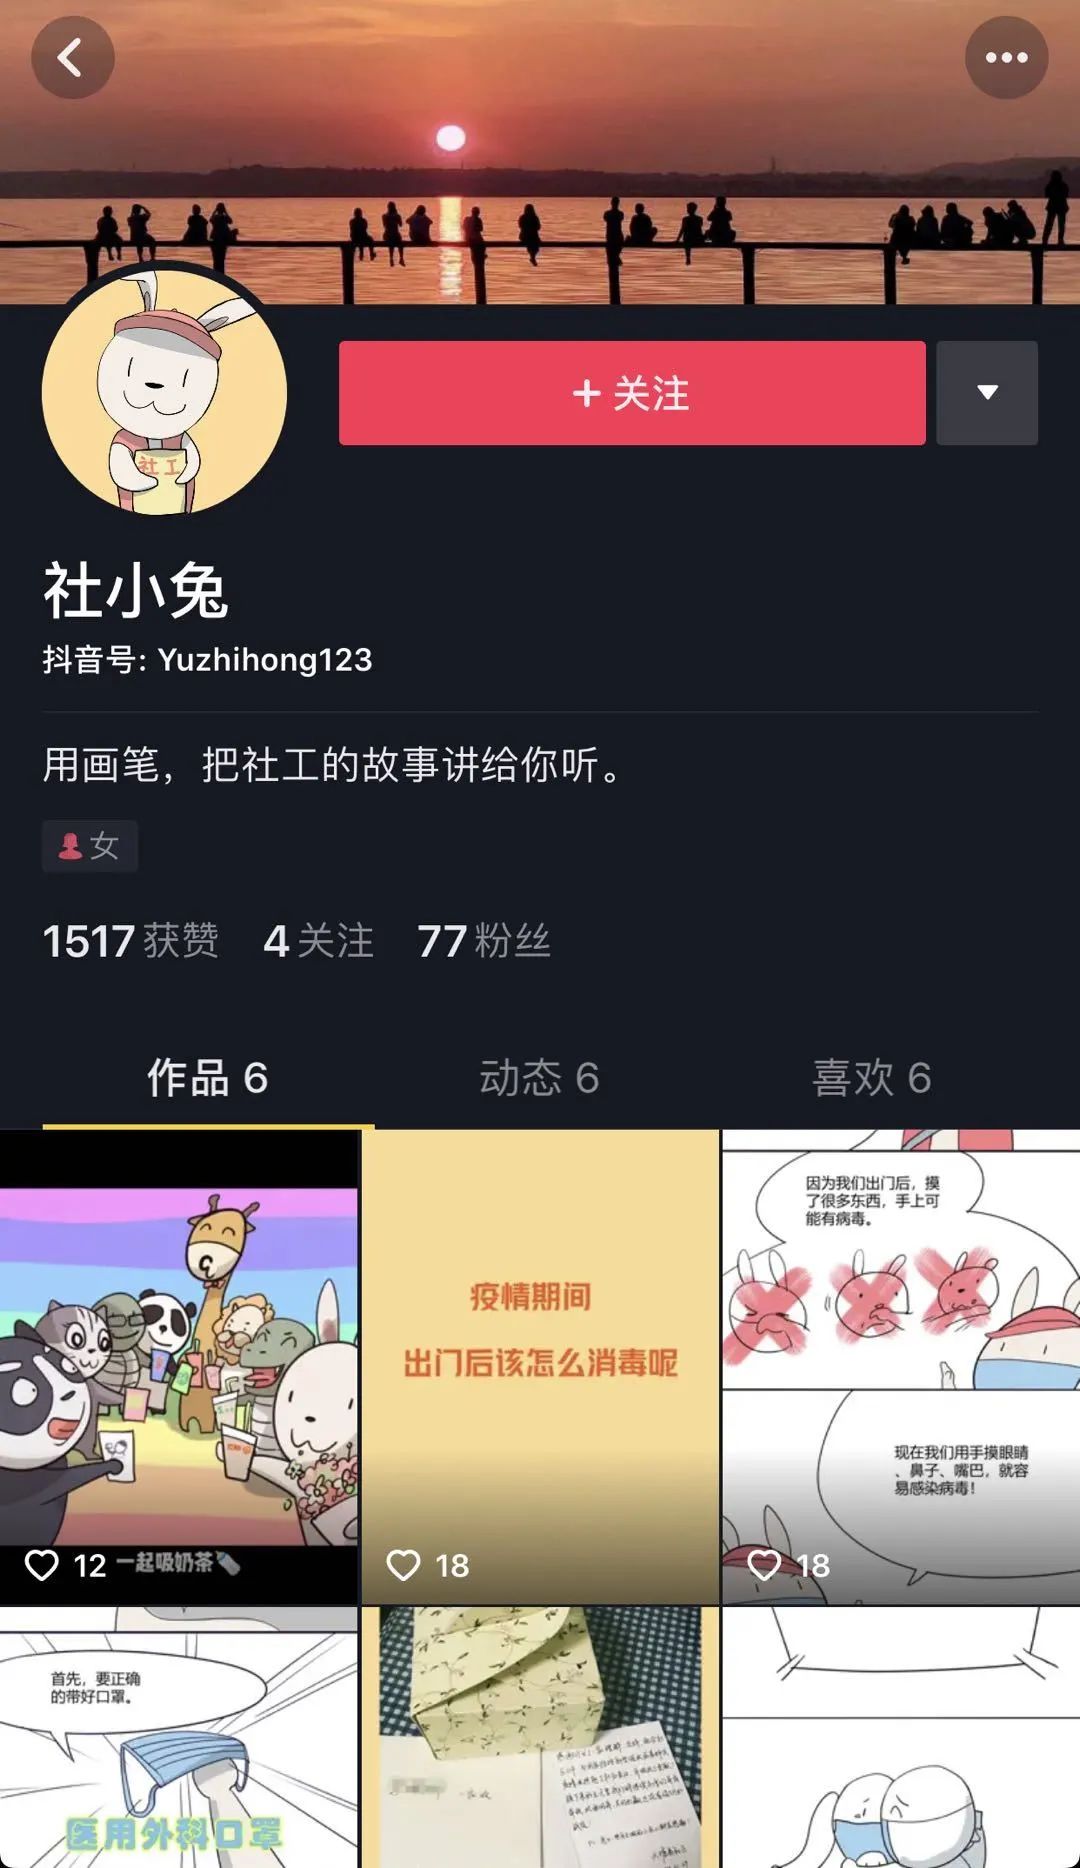 社工
+ 关注
社小兔
抖音号: Yuzhihong123
用画笔，把社工的故事讲给你听。
女
1517 获赞 4 关注 77 粉丝
作品 6 动态 6 喜欢 6
12 一起吸奶茶
疫情期间
出门后该怎么消毒呢
18
因为我们出门后，摸
了很多东西，手上可
能有病毒。
现在我们用手摸眼睛
、鼻子、嘴巴，就容
易感染病毒！
18
首先，要正确
的带好口罩。
医用外科口罩